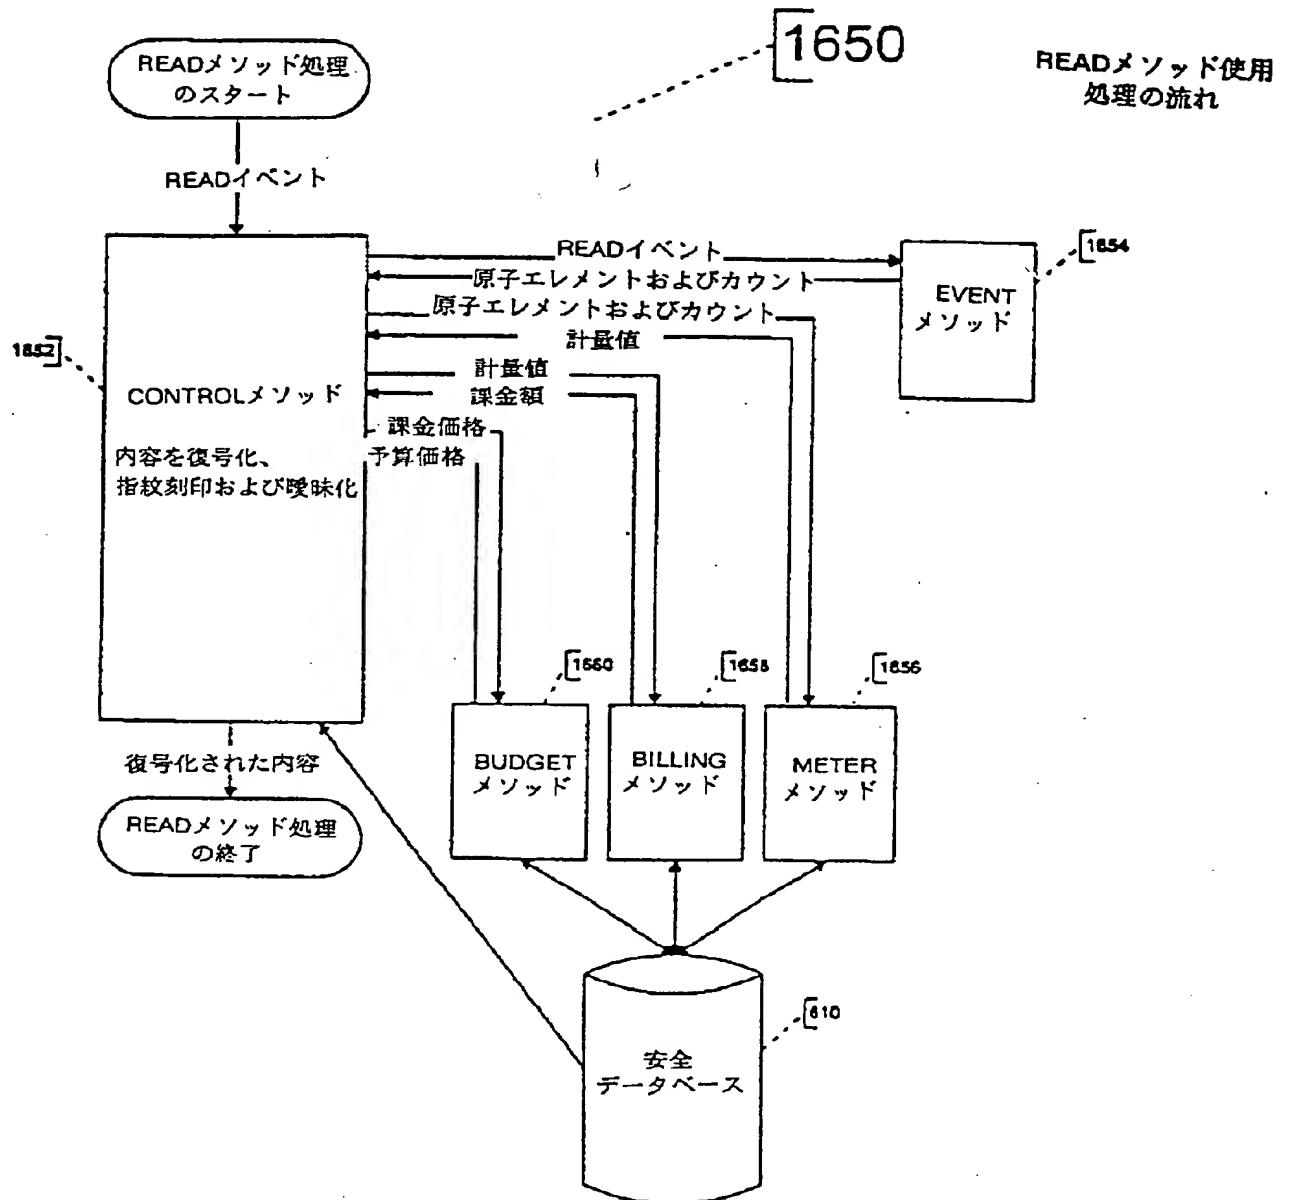 1650
READメソッド使用
処理の流れ
READメソッド処理
のスタート
READイベント
READイベント
原子エレメントおよびカウント
原子エレメントおよびカウント
計量値
計量値
課金額
課金価格
予算価格
1652
CONTROLメソッド
内容を復号化、
指紋刻印および曖昧化
EVENT
メソッド
1654
1660
1658
1656
BUDGET
メソッド
BILLING
メソッド
METER
メソッド
復号化された内容
READメソッド処理
の終了
安全
データベース
610